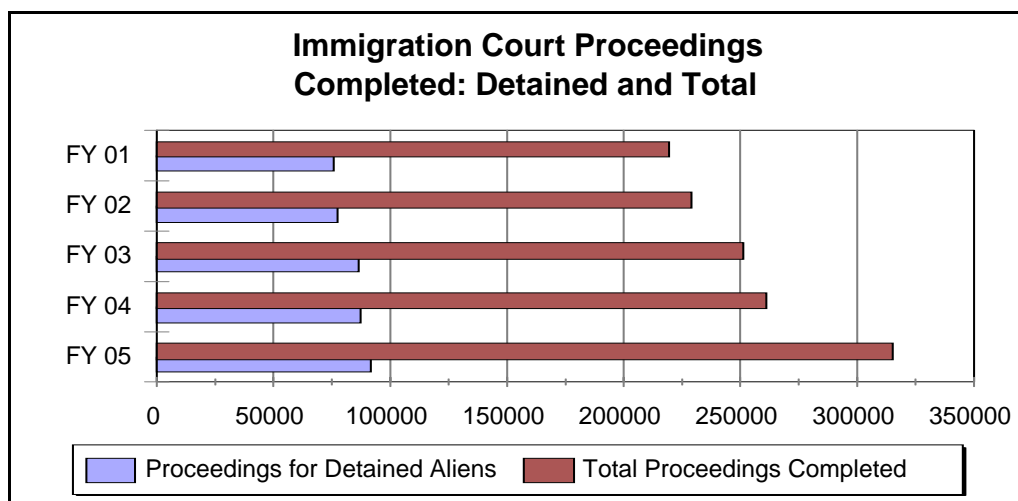 Immigration Court Proceedings
Completed: Detained and Total
FY 01
FY 02
FY 03
FY 04
FY 05
0 50000 100000 150000 200000 250000 300000 350000
Proceedings for Detained Aliens Total Proceedings Completed